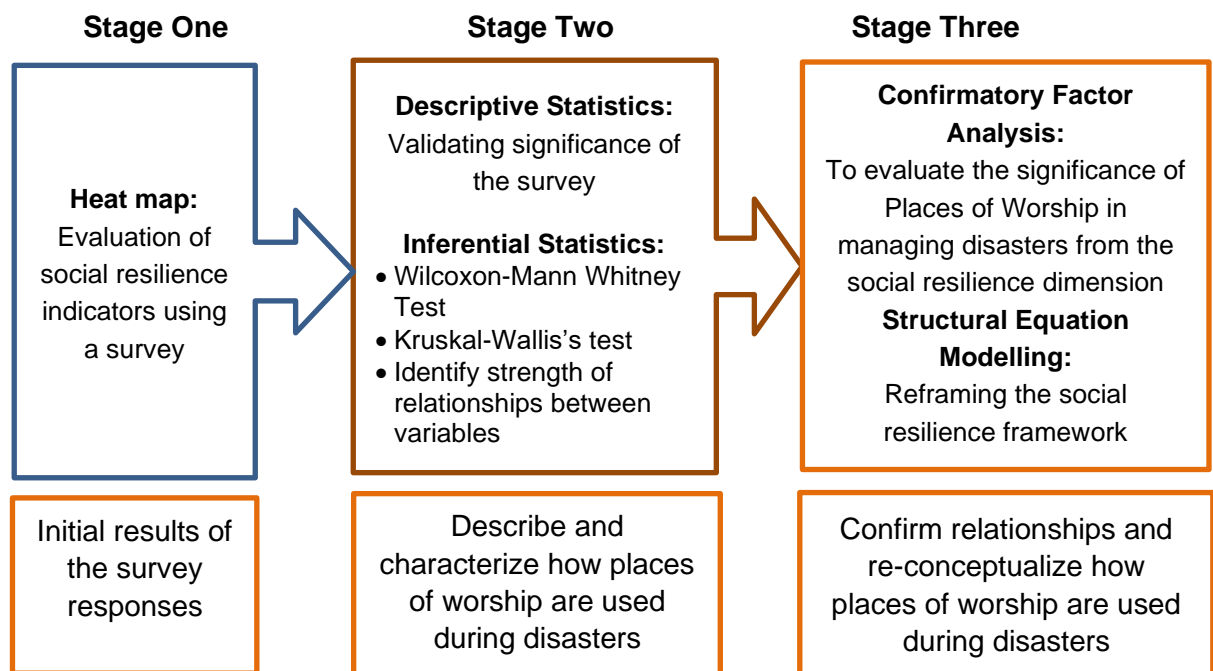 Stage One
Stage Two
Stage Three
Heat map:
Evaluation of
social resilience
indicators using
a survey
Descriptive Statistics:
Validating significance of
the survey
Inferential Statistics:
• Wilcoxon-Mann Whitney
Test
• Kruskal-Wallis's test
• Identify strength of
relationships between
variables
Confirmatory Factor
Analysis:
To evaluate the significance of
Places of Worship in
managing disasters from the
social resilience dimension
Structural Equation
Modelling:
Reframing the social
resilience framework
Initial results of
the survey
responses
Describe and
characterize how places
of worship are used
during disasters
Confirm relationships and
re-conceptualize how
places of worship are used
during disasters